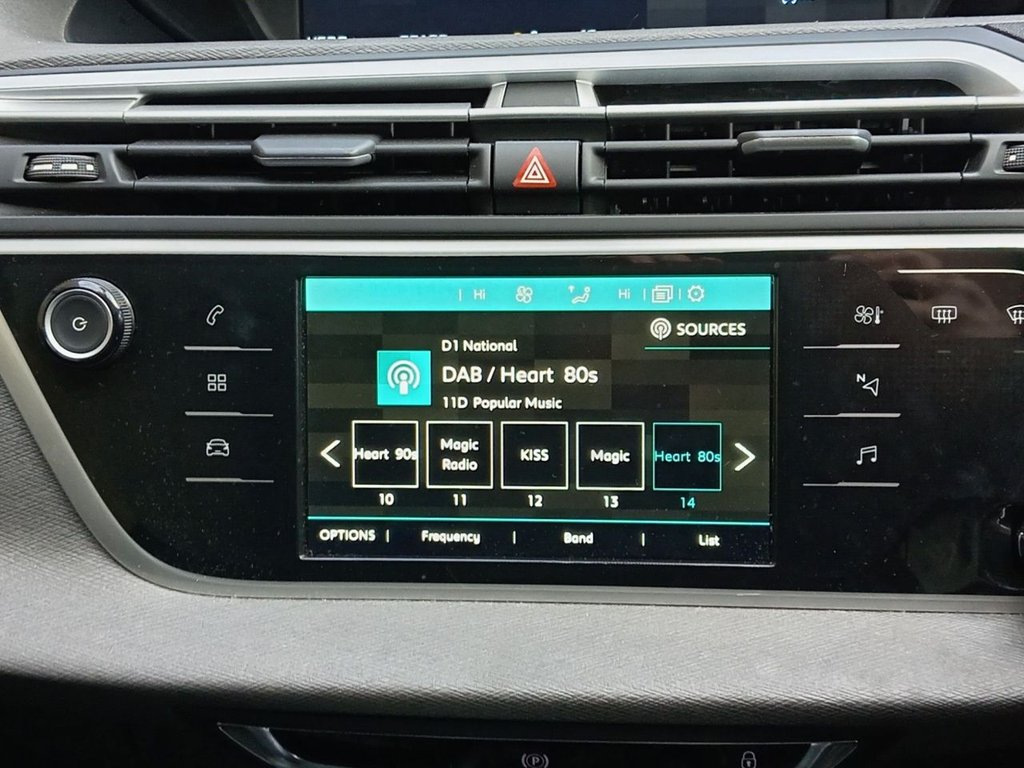 Hi Hi
SOURCES
D1 National
DAB / Heart 80s
11D Popular Music
Heart 90s Magic Radio KISS Magic Heart 80s
10 11 12 13 14
OPTIONS Frequency Band List
N
P